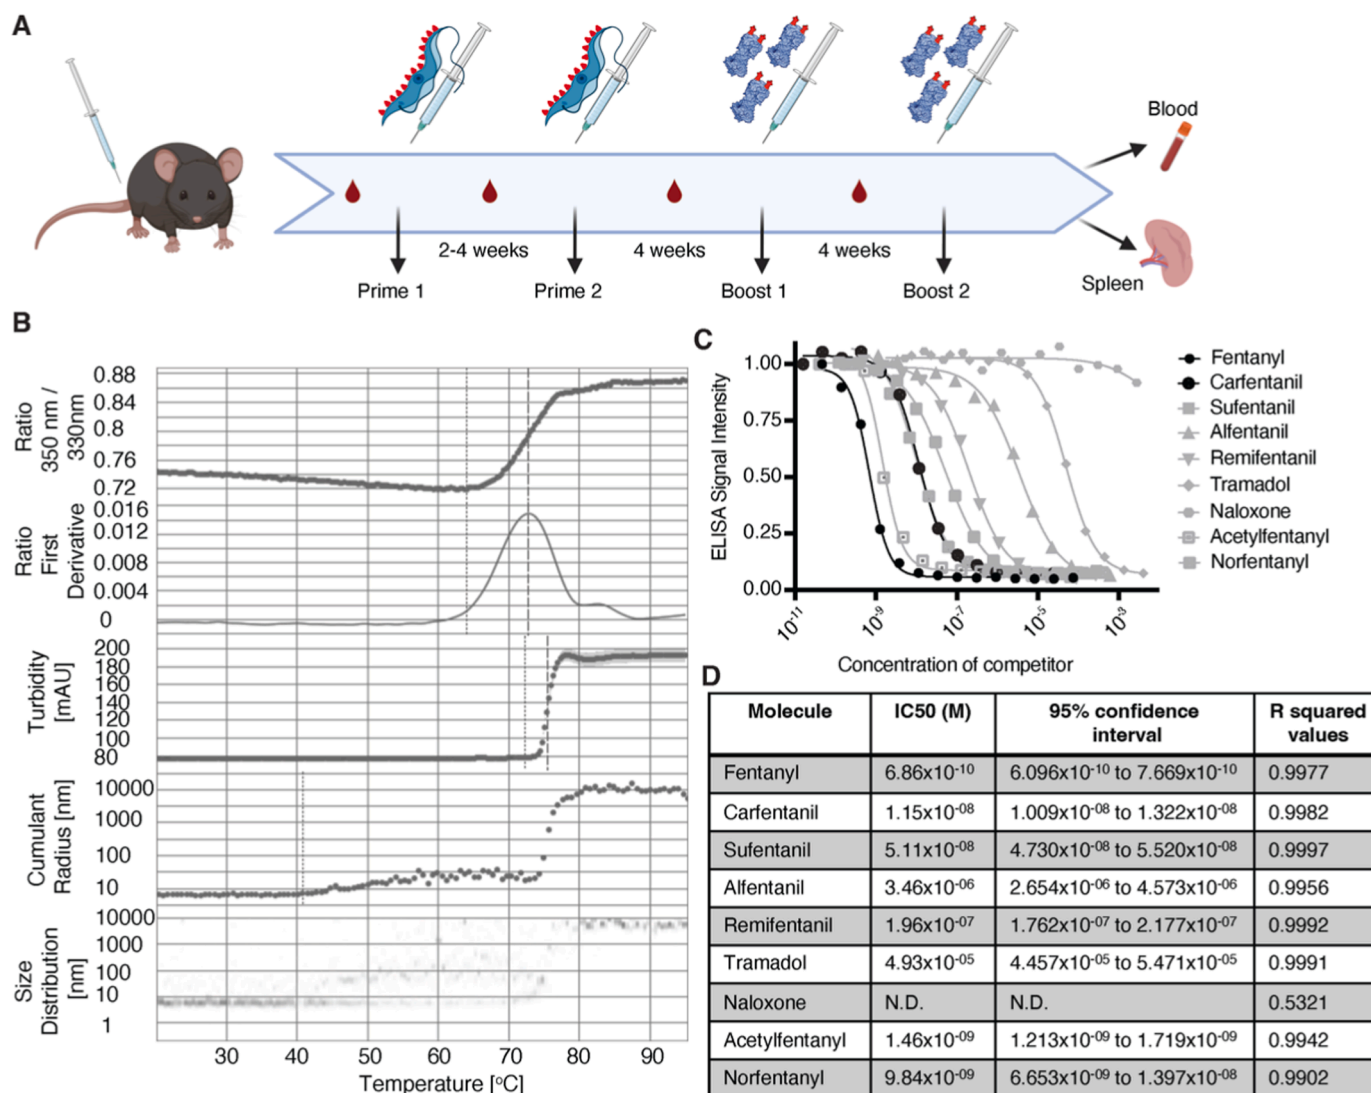 A
Blood
2-4 weeks
4 weeks
4 weeks
Prime 1
Prime 2
Boost 1
Boost 2
Spleen
B
Ratio
350 nm /
330nm
0.88
0.84
0.8
0.76
0.72
Ratio
First
Derivative
0.016
0.012
0.008
0.004
0
Turbidity
[mAU]
200
180
160
140
120
100
80
Cumulant
Radius [nm]
10000
1000
100
10
Size
Distribution
[nm]
10000
1000
100
10
1
30 40 50 60 70 80 90
Temperature [°C]
C
ELISA Signal Intensity
1.00
0.75
0.50
0.25
0.00
10⁻¹¹ 10⁻⁹ 10⁻⁷ 10⁻⁵ 10⁻³
Concentration of competitor
Fentanyl
Carfentanil
Sufentanil
Alfentanil
Remifentanil
Tramadol
Naloxone
Acetylfentanyl
Norfentanyl
D
Molecule IC50 (M) 95% confidence interval R squared values
Fentanyl 6.86x10⁻¹⁰ 6.096x10⁻¹⁰ to 7.669x10⁻¹⁰ 0.9977
Carfentanil 1.15x10⁻⁰⁸ 1.009x10⁻⁰⁸ to 1.322x10⁻⁰⁸ 0.9982
Sufentanil 5.11x10⁻⁰⁸ 4.730x10⁻⁰⁸ to 5.520x10⁻⁰⁸ 0.9997
Alfentanil 3.46x10⁻⁰⁶ 2.654x10⁻⁰⁶ to 4.573x10⁻⁰⁶ 0.9956
Remifentanil 1.96x10⁻⁰⁷ 1.762x10⁻⁰⁷ to 2.177x10⁻⁰⁷ 0.9992
Tramadol 4.93x10⁻⁰⁵ 4.457x10⁻⁰⁵ to 5.471x10⁻⁰⁵ 0.9991
Naloxone N.D. N.D. 0.5321
Acetylfentanyl 1.46x10⁻⁰⁹ 1.213x10⁻⁰⁹ to 1.719x10⁻⁰⁹ 0.9942
Norfentanyl 9.84x10⁻⁰⁹ 6.653x10⁻⁰⁹ to 1.397x10⁻⁰⁸ 0.9902